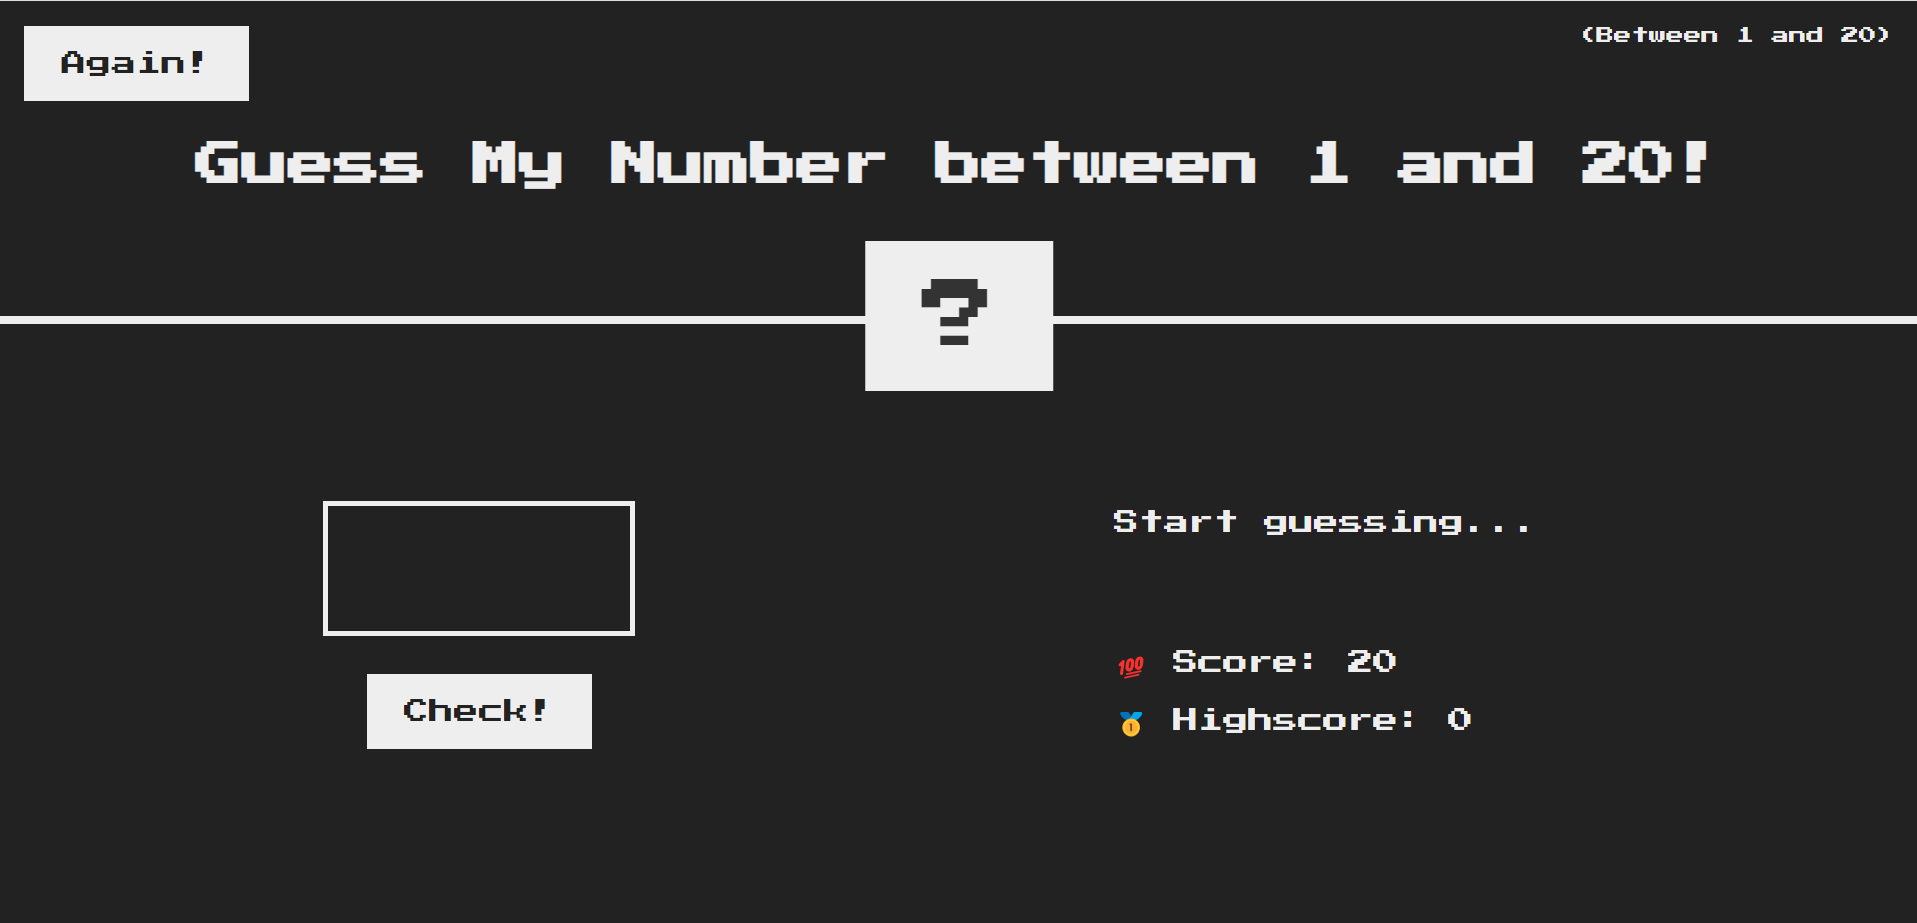 Again!
(Between 1 and 20)
Guess My Number between 1 and 20!
?
Start guessing...
Check!
💯 Score: 20
🥇 Highscore: 0